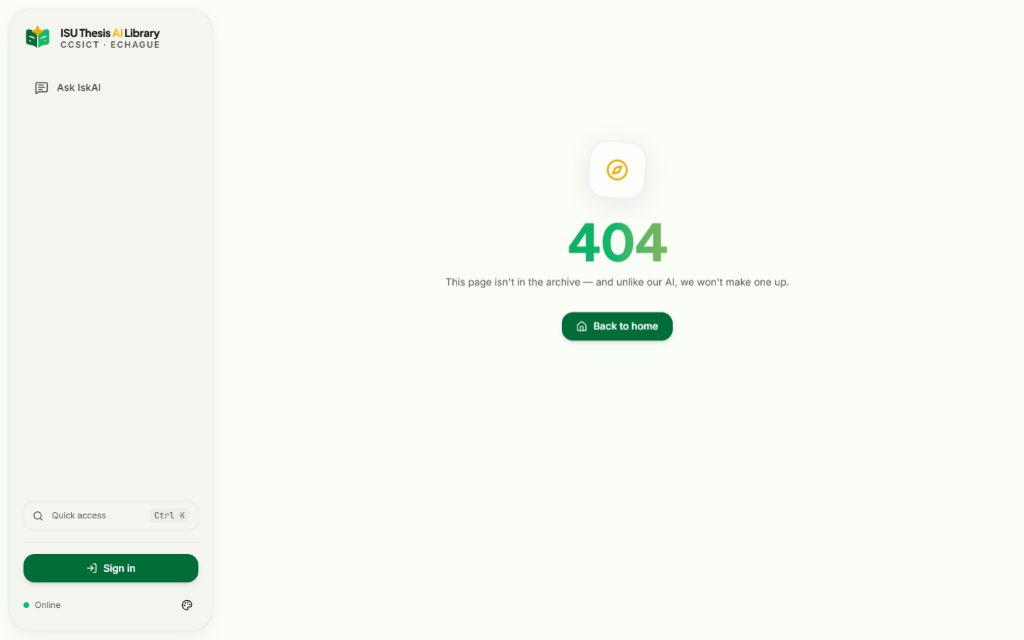 ISU Thesis AI Library
CCSICT · ECHAGUE
Ask IskAI
404
This page isn't in the archive — and unlike our AI, we won't make one up.
Back to home
Quick access
Ctrl K
Sign in
Online